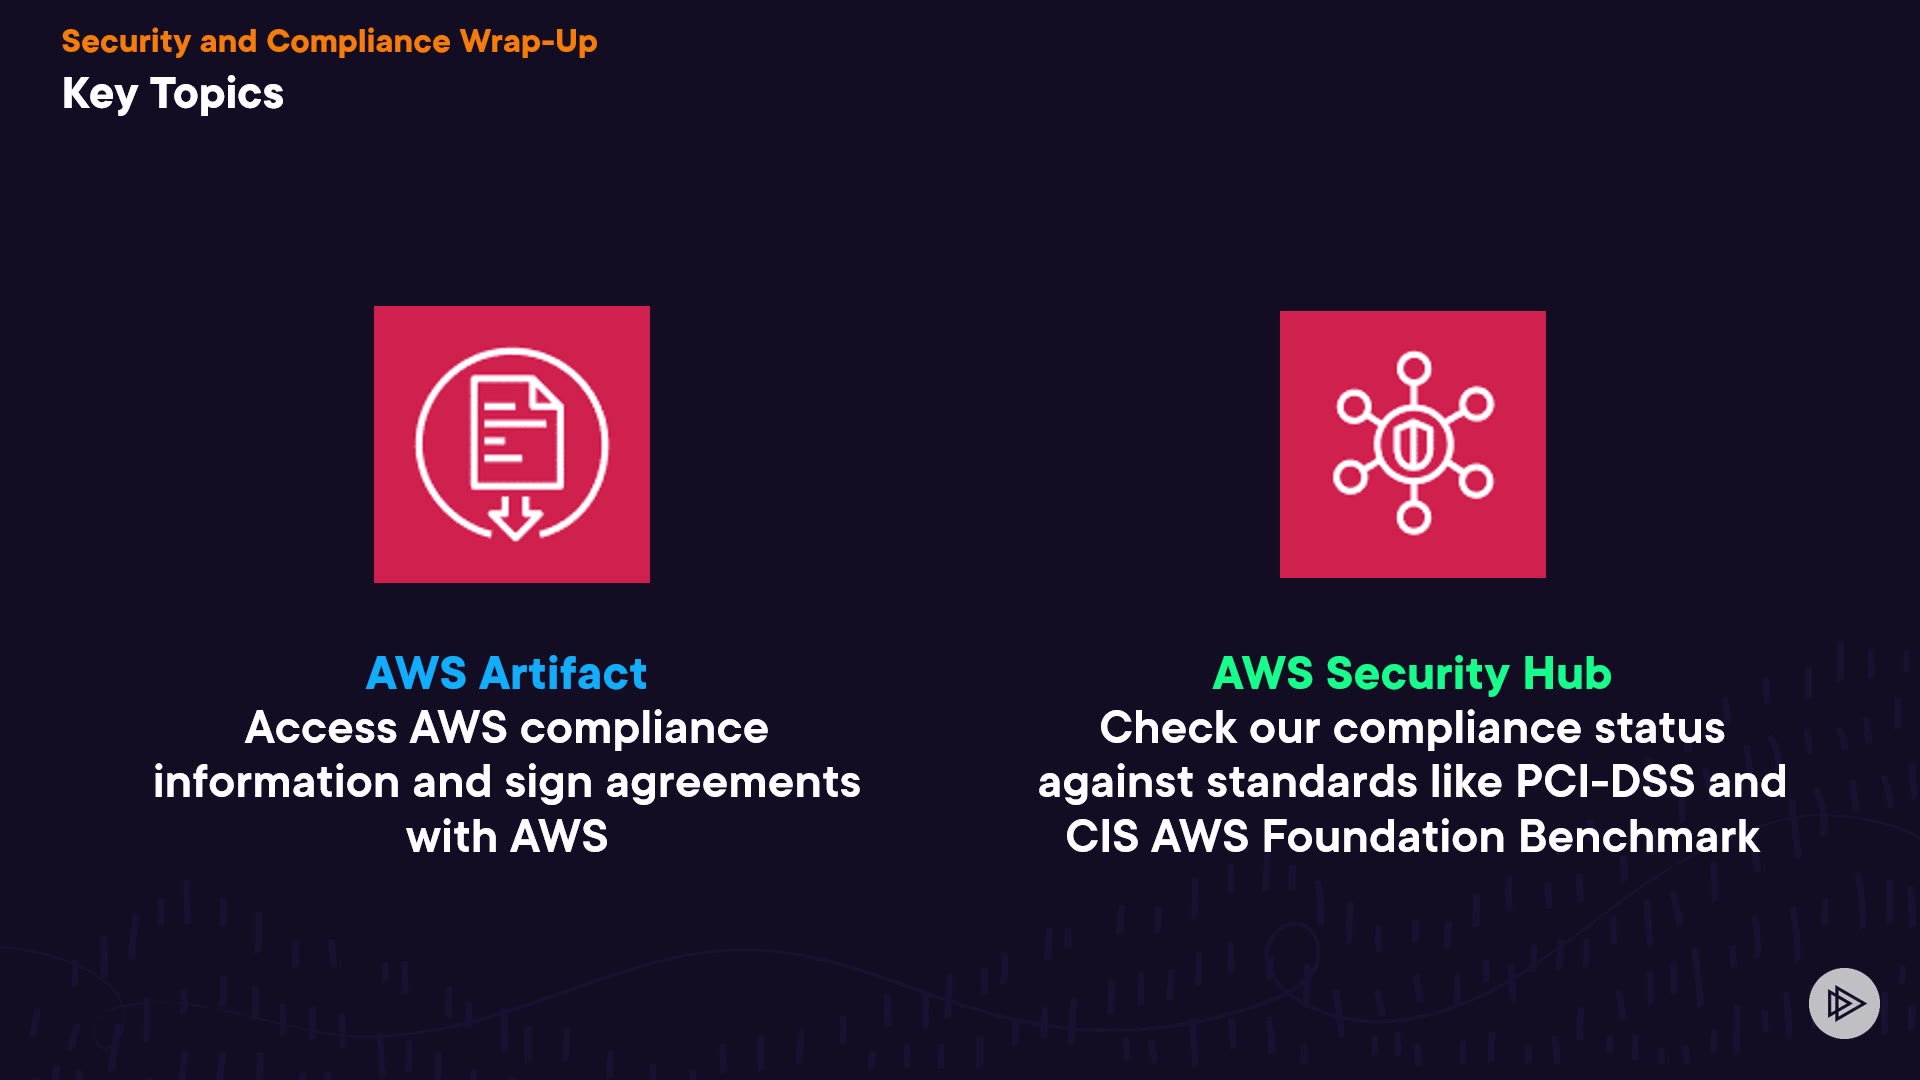 Security and Compliance Wrap-Up
Key Topics
AWS Artifact
Access AWS compliance
information and sign agreements
with AWS
AWS Security Hub
Check our compliance status
against standards like PCI-DSS and
CIS AWS Foundation Benchmark